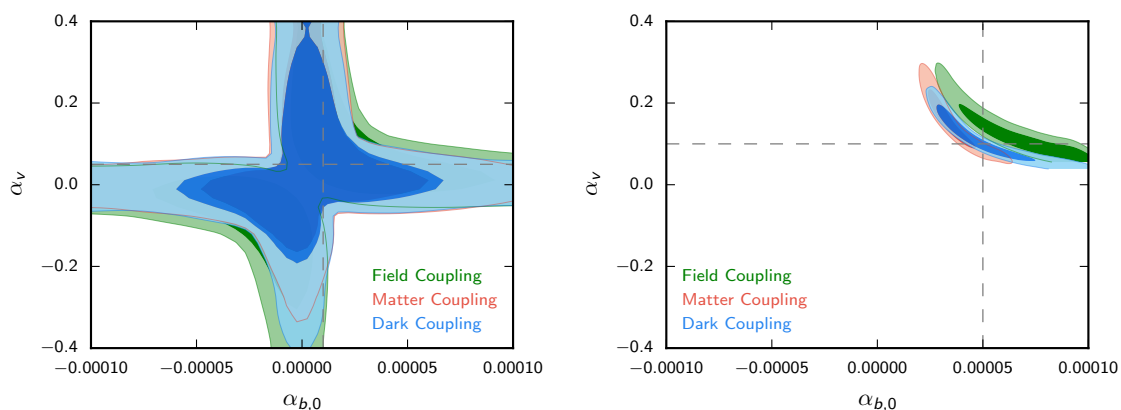 0.4
0.2
0.0
−0.2
−0.4
α_v
Field Coupling
Matter Coupling
Dark Coupling
−0.00010 −0.00005 0.00000 0.00005 0.00010
α_{b,0}
0.4
0.2
0.0
−0.2
−0.4
α_v
Field Coupling
Matter Coupling
Dark Coupling
−0.00010 −0.00005 0.00000 0.00005 0.00010
α_{b,0}